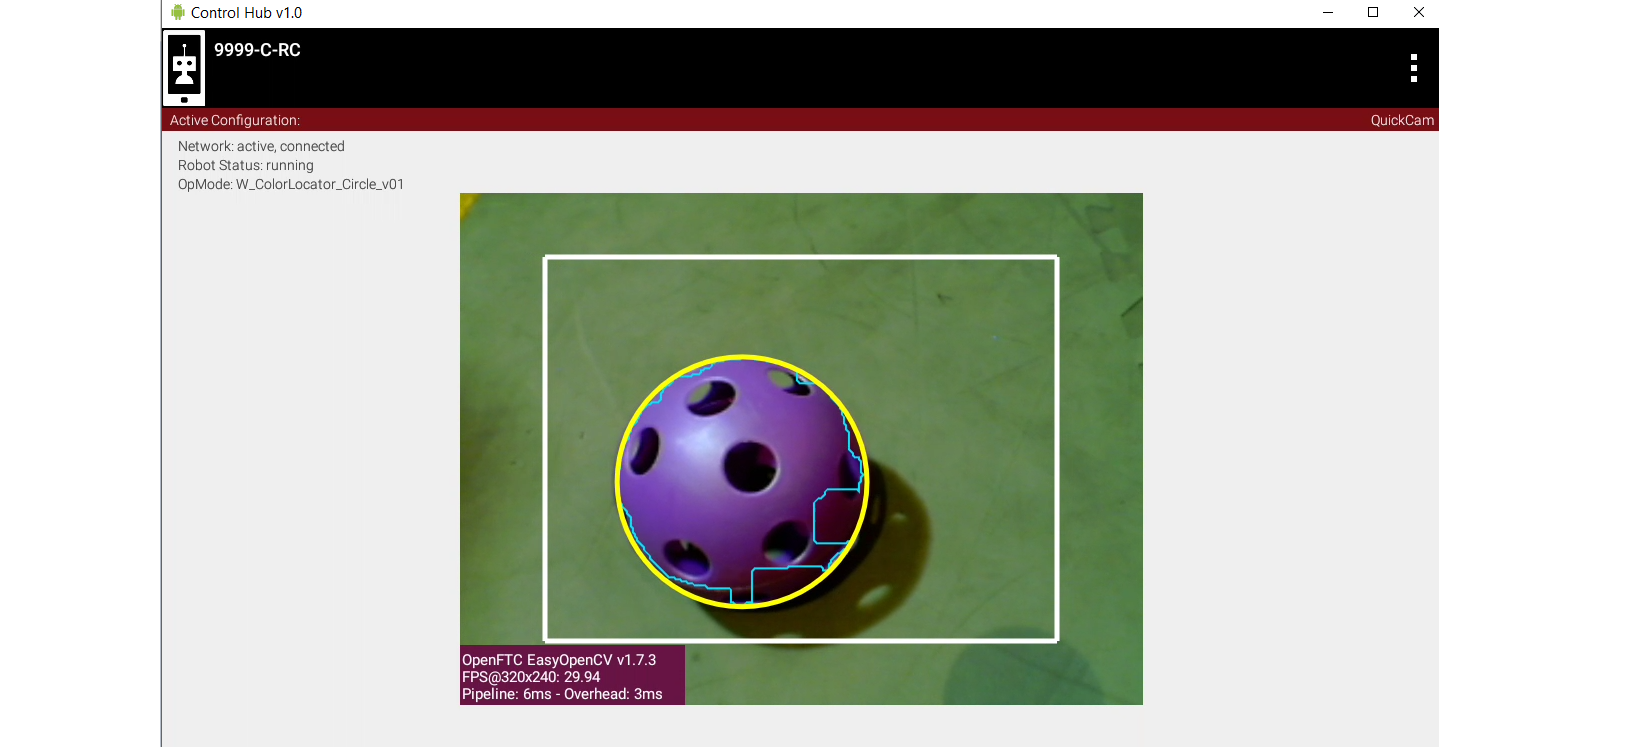 Control Hub v1.0
9999-C-RC
Active Configuration:
QuickCam
Network: active, connected
Robot Status: running
OpMode: W_ColorLocator_Circle_v01
OpenFTC EasyOpenCV v1.7.3
FPS@320x240: 29.94
Pipeline: 6ms - Overhead: 3ms